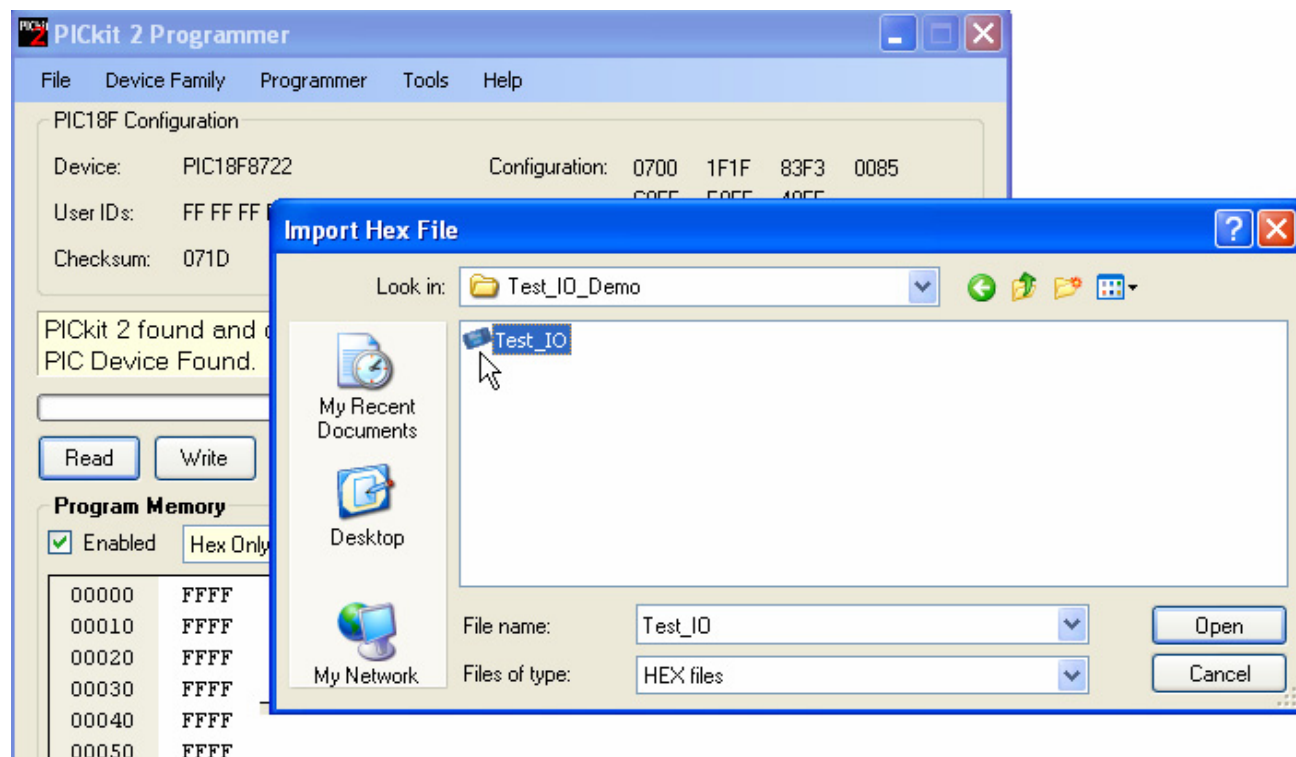 PICkit 2 Programmer
File Device Family Programmer Tools Help
PIC18F Configuration
Device: PIC18F8722 Configuration: 0700 1F1F 83F3 0085
User IDs: FF FF FF
Checksum: 071D
PICkit 2 found and
PIC Device Found.
Read Write
Program Memory
Enabled Hex Only
00000 FFFF
00010 FFFF
00020 FFFF
00030 FFFF
00040 FFFF
00050 FFFF
Import Hex File
Look in: Test_IO_Demo
Test_IO
My Recent
Documents
Desktop
My Network
File name: Test_IO Open
Files of type: HEX files Cancel